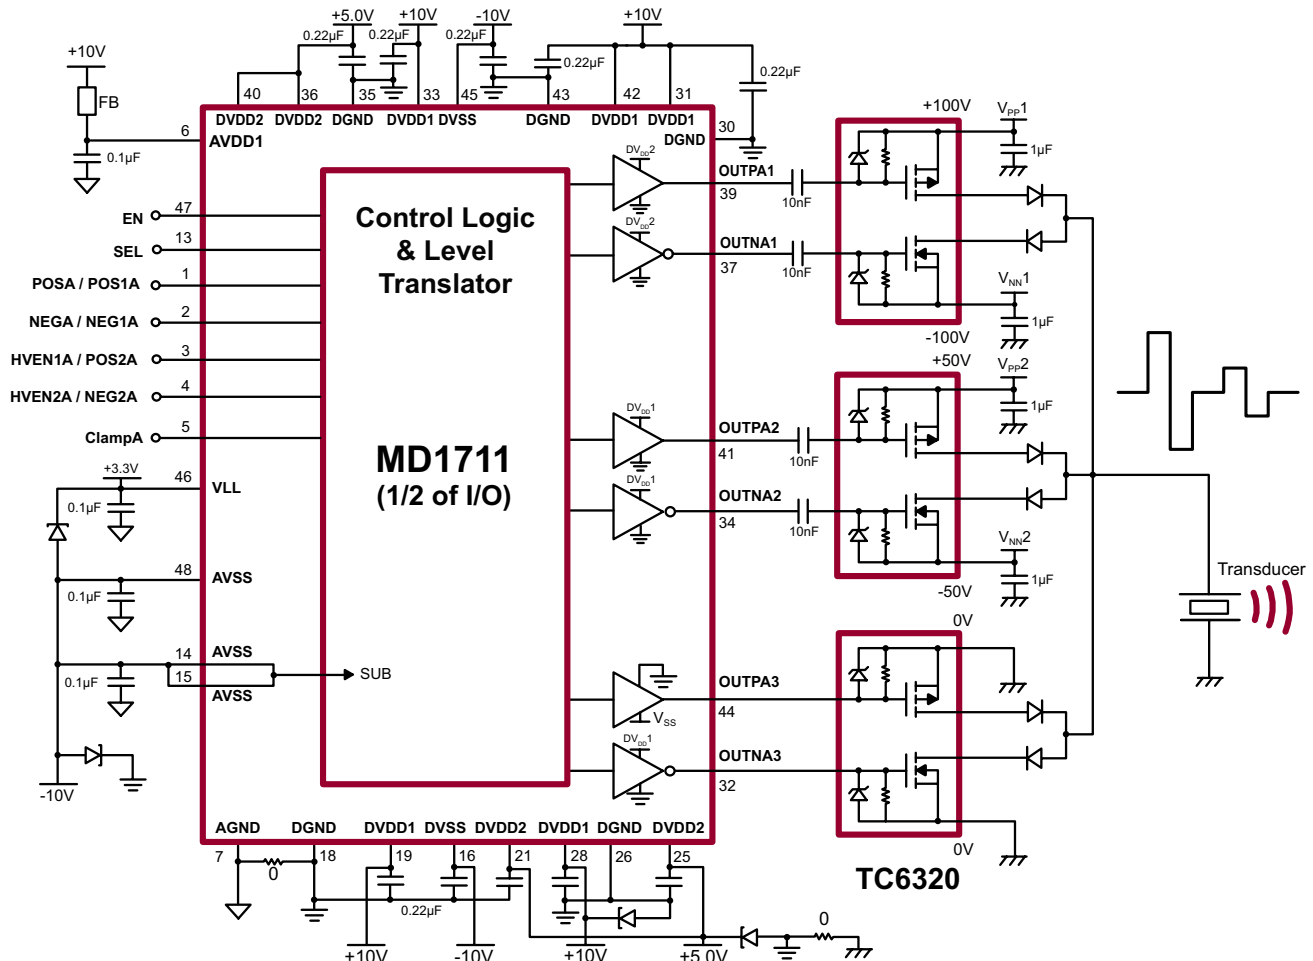 +5.0V
+10V
-10V
+10V
+10V
0.22µF
0.22µF
0.22µF
0.22µF
0.22µF
FB
40
36
35
33
45
43
42
31
30
DVDD2
DVDD2
DGND
DVDD1
DVSS
DGND
DVDD1
DVDD1
DGND
6
AVDD1
0.1µF
EN
47
SEL
13
POSA / POS1A
1
NEGA / NEG1A
2
HVEN1A / POS2A
3
HVEN2A / NEG2A
4
ClampA
5
+3.3V
46
VLL
0.1µF
48
AVSS
0.1µF
14
AVSS
15
AVSS
0.1µF
SUB
-10V
Control Logic
& Level
Translator
MD1711
(1/2 of I/O)
DVDD2
OUTPA1
39
10nF
DVDD2
OUTNA1
37
10nF
DVDD1
OUTPA2
41
10nF
DVDD1
OUTNA2
34
10nF
VSS
OUTPA3
44
DVDD1
OUTNA3
32
+100V
VPP1
1µF
VNN1
1µF
-100V
+50V
VPP2
1µF
VNN2
1µF
-50V
0V
0V
TC6320
Transducer
AGND
DGND
DVDD1
DVSS
DVDD2
DVDD1
DGND
DVDD2
7
18
19
16
21
28
26
25
0
0.22µF
0
+10V
-10V
+10V
+5.0V